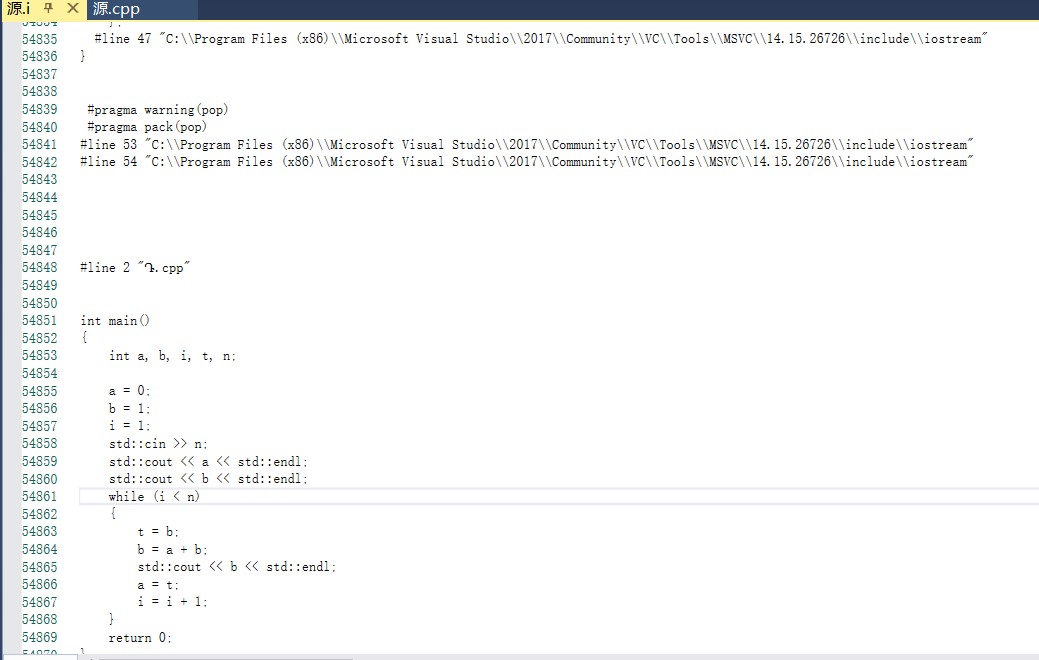 源.i 源.cpp
54834 };
54835 #line 47 "C:\\Program Files (x86)\\Microsoft Visual Studio\\2017\\Community\\VC\\Tools\\MSVC\\14.15.26726\\include\\iostream"
54836 }
54837
54838
54839 #pragma warning(pop)
54840 #pragma pack(pop)
54841 #line 53 "C:\\Program Files (x86)\\Microsoft Visual Studio\\2017\\Community\\VC\\Tools\\MSVC\\14.15.26726\\include\\iostream"
54842 #line 54 "C:\\Program Files (x86)\\Microsoft Visual Studio\\2017\\Community\\VC\\Tools\\MSVC\\14.15.26726\\include\\iostream"
54843
54844
54845
54846
54847
54848 #line 2 "Դ.cpp"
54849
54850
54851 int main()
54852 {
54853 int a, b, i, t, n;
54854
54855 a = 0;
54856 b = 1;
54857 i = 1;
54858 std::cin >> n;
54859 std::cout << a << std::endl;
54860 std::cout << b << std::endl;
54861 while (i < n)
54862 {
54863 t = b;
54864 b = a + b;
54865 std::cout << b << std::endl;
54866 a = t;
54867 i = i + 1;
54868 }
54869 return 0;
54870 }